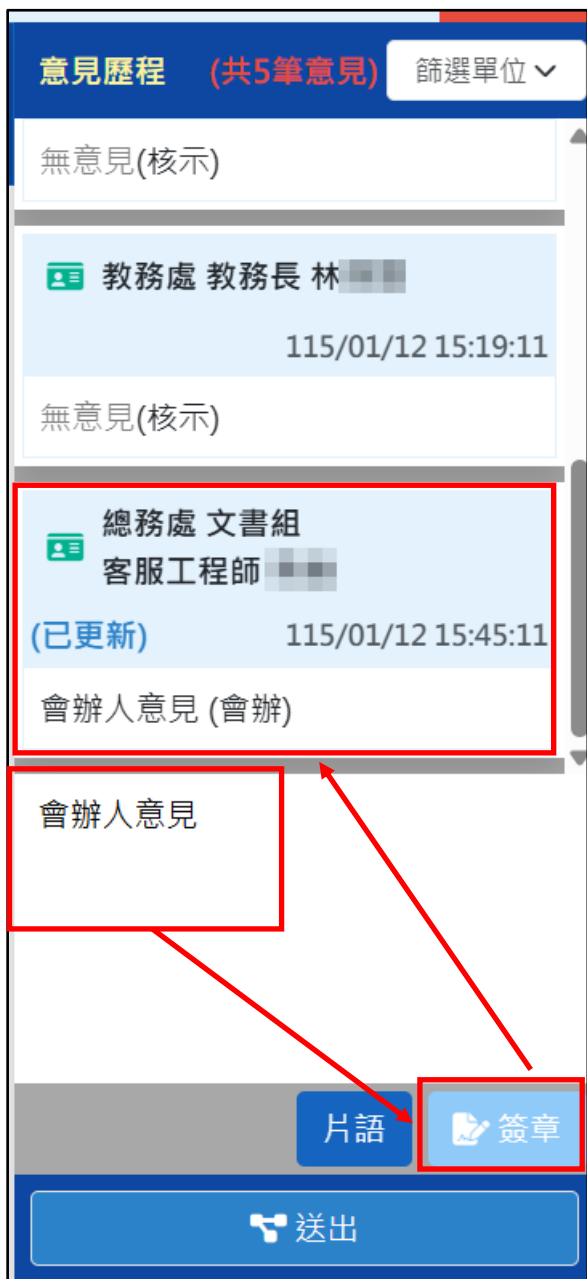 意見歷程 (共5筆意見) 篩選單位
無意見(核示)
教務處 教務長 林
115/01/12 15:19:11
無意見(核示)
總務處 文書組
客服工程師
(已更新) 115/01/12 15:45:11
會辦人意見 (會辦)
會辦人意見
片語 簽章
送出